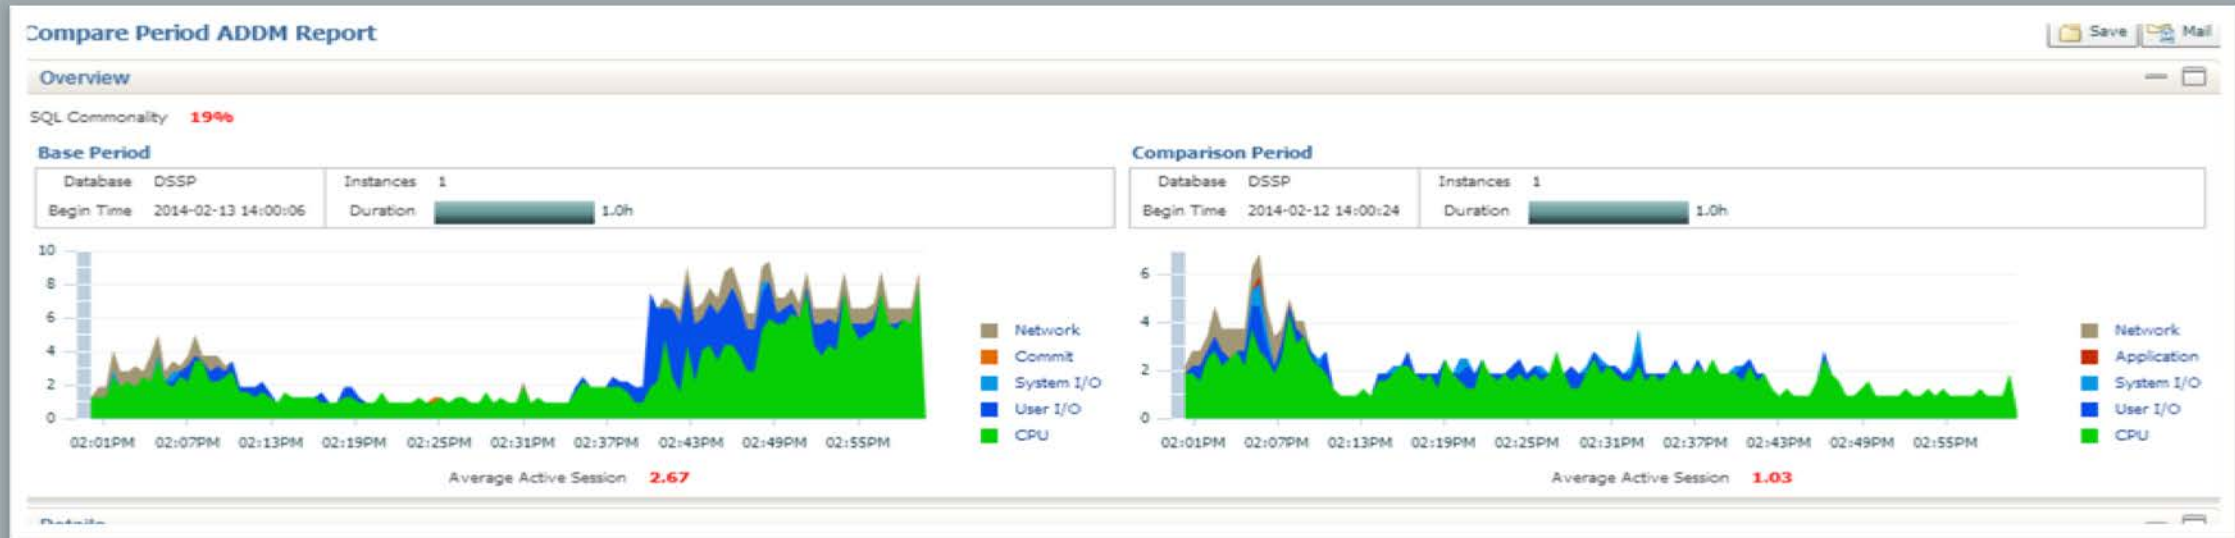 Compare Period ADDM Report
Save Mail
Overview
SQL Commonality 19%
Base Period
Database DSSP Instances 1
Begin Time 2014-02-13 14:00:06 Duration 1.0h
10
8
6
4
2
0
02:01PM 02:07PM 02:13PM 02:19PM 02:25PM 02:31PM 02:37PM 02:43PM 02:49PM 02:55PM
Network
Commit
System I/O
User I/O
CPU
Average Active Session 2.67
Comparison Period
Database DSSP Instances 1
Begin Time 2014-02-12 14:00:24 Duration 1.0h
6
4
2
0
02:01PM 02:07PM 02:13PM 02:19PM 02:25PM 02:31PM 02:37PM 02:43PM 02:49PM 02:55PM
Network
Application
System I/O
User I/O
CPU
Average Active Session 1.03
Details